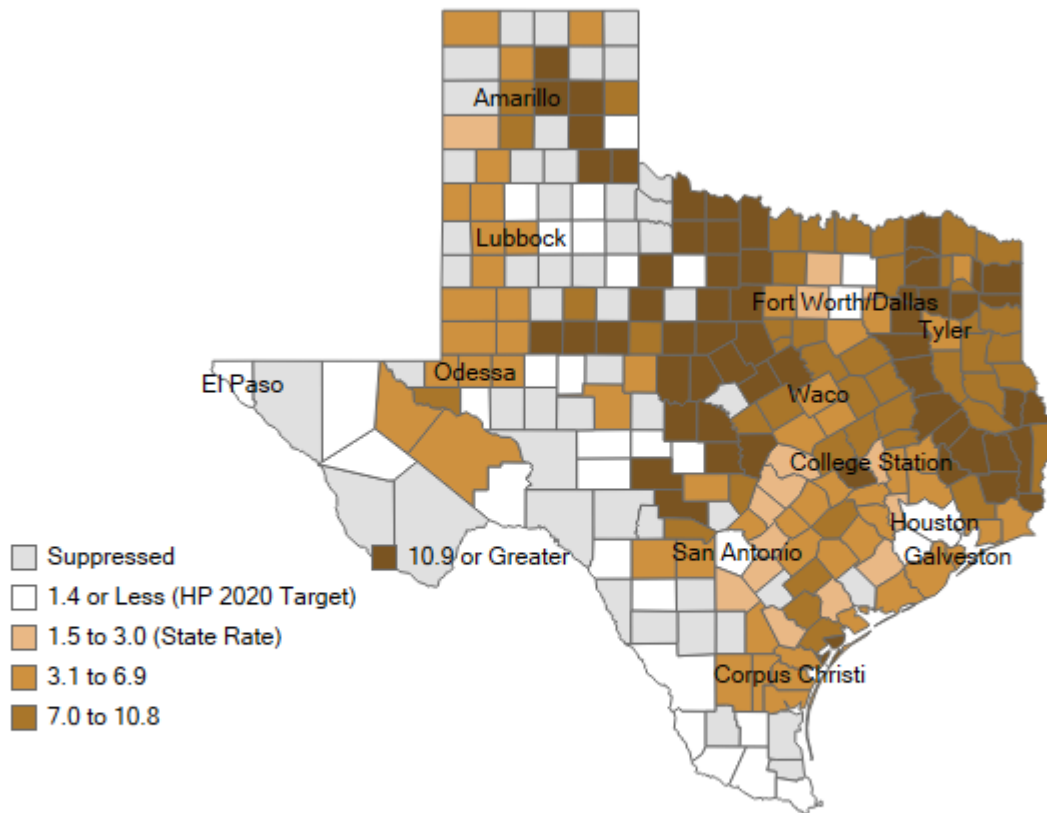 Amarillo
Lubbock
Fort Worth/Dallas
Tyler
El Paso
Odessa
Waco
College Station
Houston
San Antonio
Galveston
Corpus Christi
Suppressed
10.9 or Greater
1.4 or Less (HP 2020 Target)
1.5 to 3.0 (State Rate)
3.1 to 6.9
7.0 to 10.8